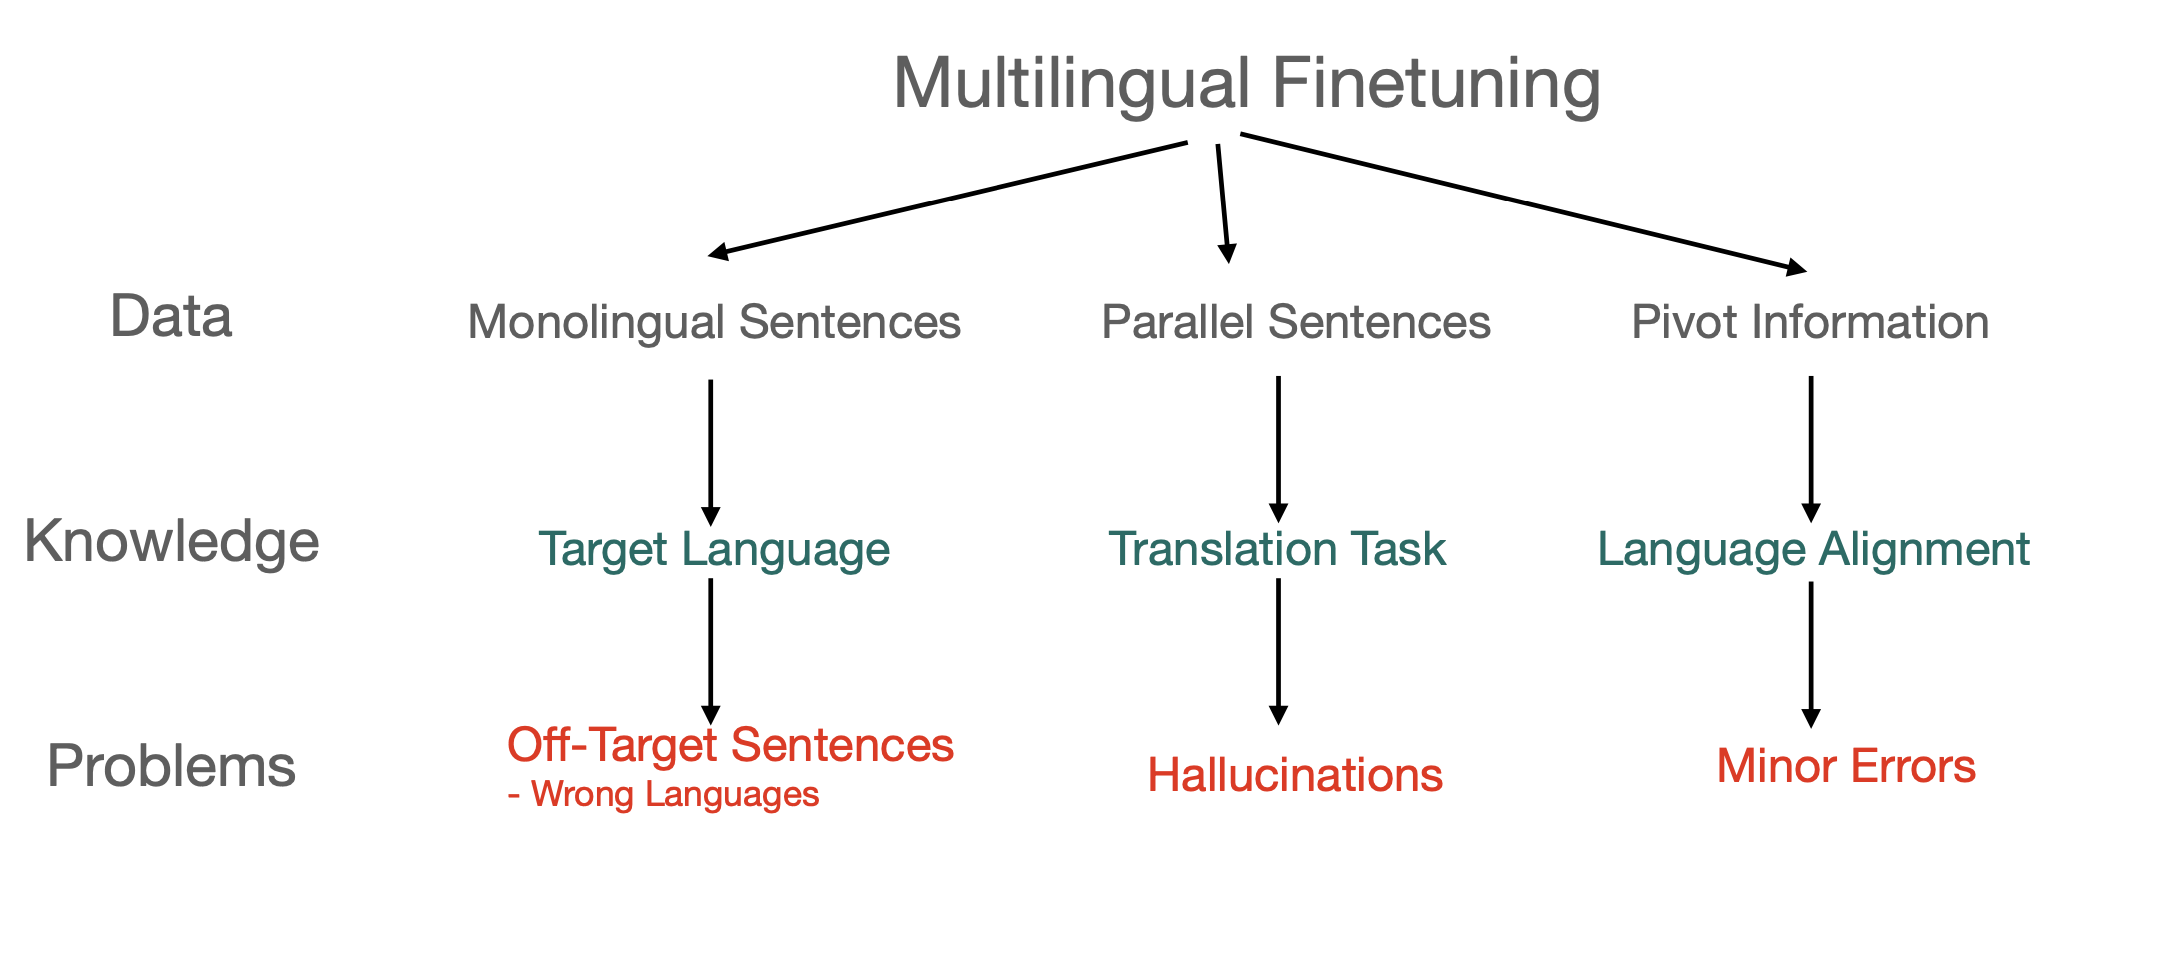 Multilingual Finetuning
Data
Monolingual Sentences
Parallel Sentences
Pivot Information
Knowledge
Target Language
Translation Task
Language Alignment
Problems
Off-Target Sentences
- Wrong Languages
Hallucinations
Minor Errors